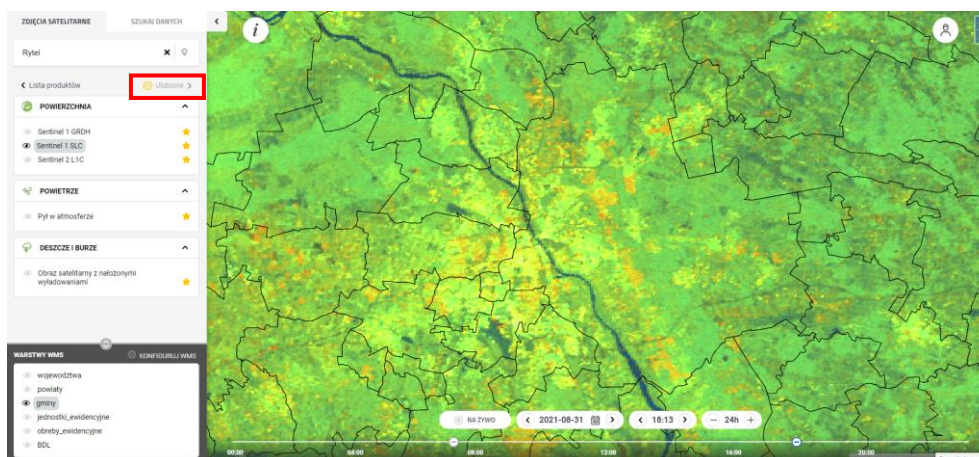 ZDJĘCIA SATELITARNE
SZUKAJ DANYCH
Rytel
Lista produktów
Ulubione
POWIERZCHNIA
Sentinel 1 GRDH
Sentinel 1 SLC
Sentinel 2 L1C
POWIETRZE
Pył w atmosferze
DESZCZE I BURZE
Obraz satelitarny z nałożonymi
wyładowaniami
WARSTWY WMS
KONFIGURUJ WMS
województwa
powiaty
gminy
jednostki_ewidencyjne
obreby_ewidencyjne
BDL
i
NA ŻYWO
2021-08-31
18:13
24h
00:00
04:00
08:00
12:00
16:00
20:00